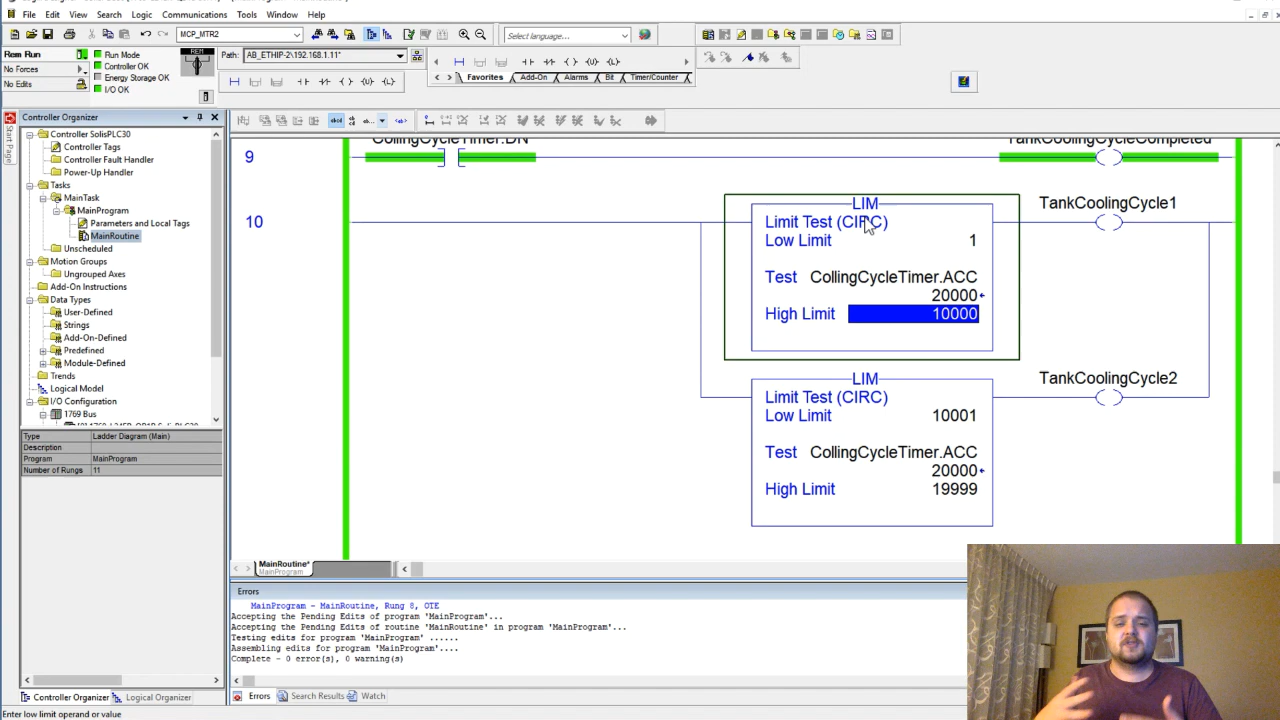 File Edit View Search Logic Communications Tools Window Help
MCP_MTR2
Select language...
Rem Run
Run Mode
No Forces
Controller OK
Energy Storage OK
No Edits
I/O OK
REM
Path: AB_ETHIP-2\192.168.1.11*
Favorites Add-On Alarms Bit Timer/Counter
Start Page
Controller Organizer
Controller SolisPLC30
Controller Tags
Controller Fault Handler
Power-Up Handler
Tasks
MainTask
MainProgram
Parameters and Local Tags
MainRoutine
Unscheduled
Motion Groups
Ungrouped Axes
Add-On Instructions
Data Types
User-Defined
Strings
Add-On-Defined
Predefined
Module-Defined
Trends
Logical Model
I/O Configuration
1769 Bus
Type Ladder Diagram (Main)
Description
Program MainProgram
Number of Rungs 11
Controller Organizer Logical Organizer
Enter low limit operand or value
9
CollingCycleTimer.DN
TankCoolingCycleCompleted
10
LIM
Limit Test (CIRC)
Low Limit 1
Test CollingCycleTimer.ACC
20000
High Limit 10000
TankCoolingCycle1
LIM
Limit Test (CIRC)
Low Limit 10001
Test CollingCycleTimer.ACC
20000
High Limit 19999
TankCoolingCycle2
MainRoutine*
MainProgram
Errors
MainProgram - MainRoutine, Rung 8, OTE
Accepting the Pending Edits of program 'MainProgram'...
Accepting the Pending Edits of routine 'MainRoutine' in program 'MainProgram'...
Testing edits for program 'MainProgram' ......
Assembling edits for program 'MainProgram'....
Complete - 0 error(s), 0 warning(s)
Errors Search Results Watch